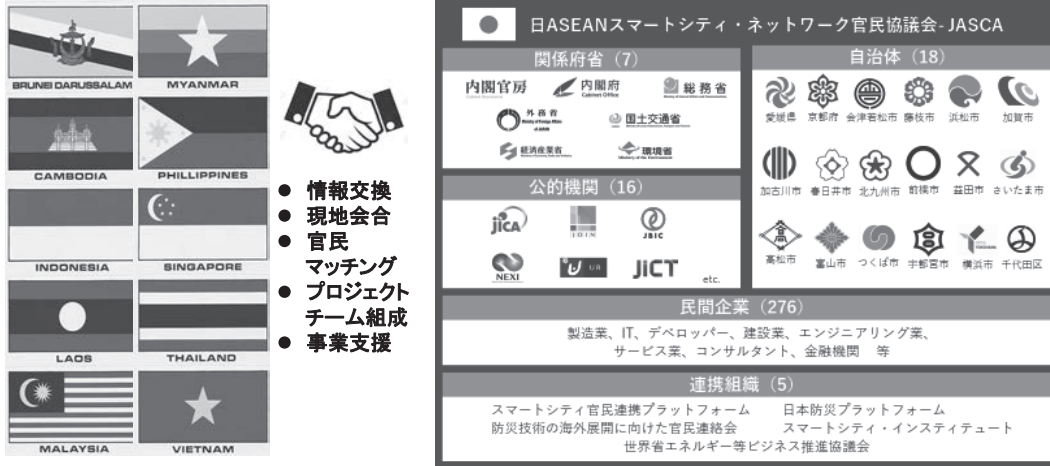 BRUNEI DARUSSALAM
MYANMAR
CAMBODIA
PHILLIPPINES
INDONESIA
SINGAPORE
LAOS
THAILAND
MALAYSIA
VIETNAM
● 情報交換
● 現地会合
● 官民
マッチング
● プロジェクト
チーム組成
● 事業支援
日ASEANスマートシティ・ネットワーク官民協議会- JASCA
関係府省（7）
内閣官房
内閣府
Cabinet Office
総務省
外務省
国土交通省
経済産業省
環境省
Ministry of the Environment
公的機関（16）
jICA
JOIN
JBIC
NEXI
UR
JICT
etc.
自治体（18）
愛媛県 京都府 会津若松市 藤枝市 浜松市 加賀市
加古川市 春日井市 北九州市 前橋市 益田市 さいたま市
高松市 富山市 つくば市 宇都宮市 横浜市 千代田区
民間企業（276）
製造業、IT、デベロッパー、建設業、エンジニアリング業、
サービス業、コンサルタント、金融機関　等
連携組織（5）
スマートシティ官民連携プラットフォーム　日本防災プラットフォーム
防災技術の海外展開に向けた官民連絡会　スマートシティ・インスティテュート
世界省エネルギー等ビジネス推進協議会